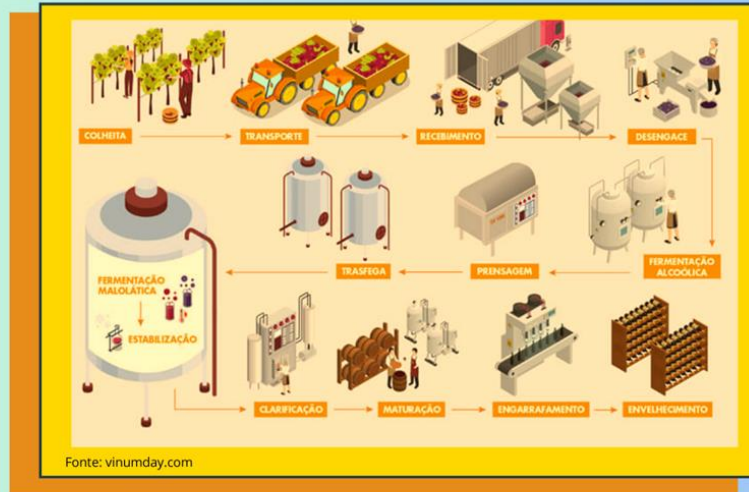 COLHEITA
TRANSPORTE
RECEBIMENTO
DESENGACE
FERMENTAÇÃO
ALCOÓLICA
PRENSAGEM
TRASFEGA
FERMENTAÇÃO
MALOLÁTICA
ESTABILIZAÇÃO
CLARIFICAÇÃO
MATURAÇÃO
ENGARRAFAMENTO
ENVELHECIMENTO
Fonte: vinumday.com